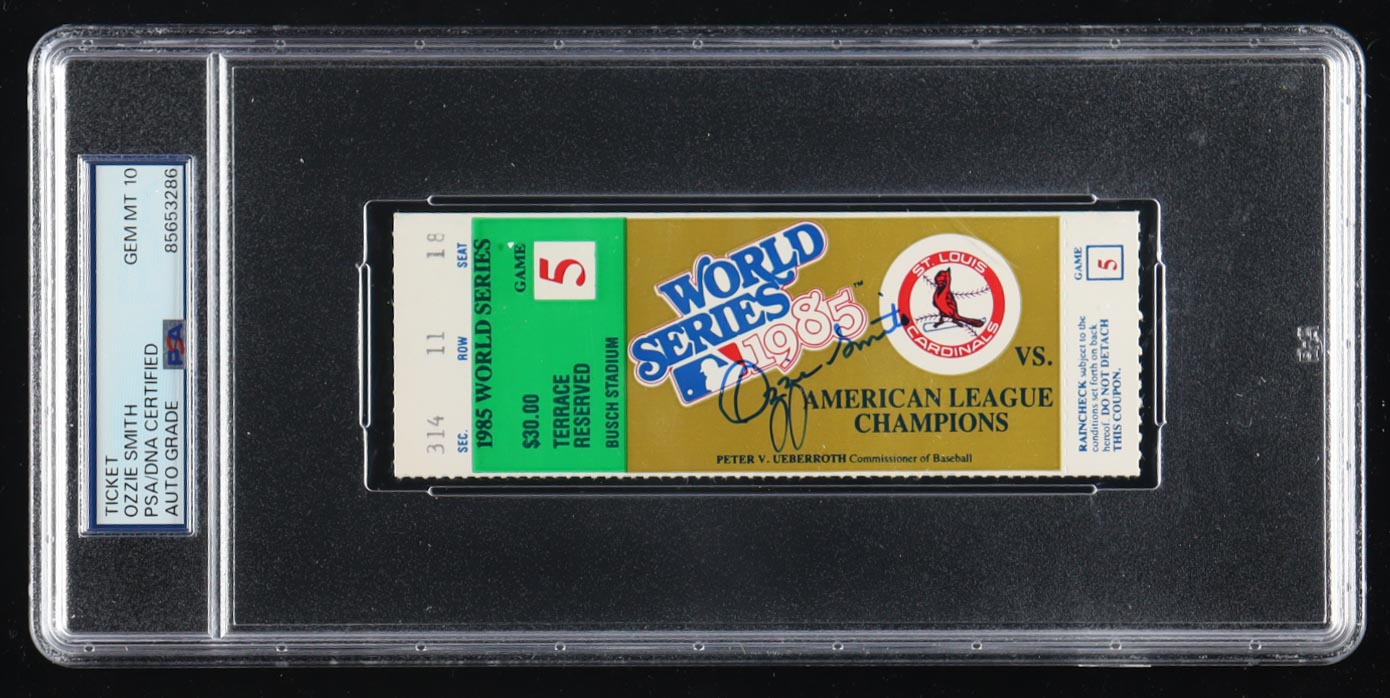 TICKET GEM MT 10
OZZIE SMITH
PSA/DNA CERTIFIED 85653286
AUTO GRADE
PSA
314 11 18
SEC. ROW SEAT
1985 WORLD SERIES
GAME
5
$30.00
TERRACE
RESERVED
BUSCH STADIUM
WORLD
SERIES
1985™
Ozzie Smith
ST. LOUIS
CARDINALS
VS.
AMERICAN LEAGUE
CHAMPIONS
PETER V. UEBERROTH Commissioner of Baseball
GAME
5
RAINCHECK subject to the
conditions set forth on back
hereof DO NOT DETACH
THIS COUPON.
PSA